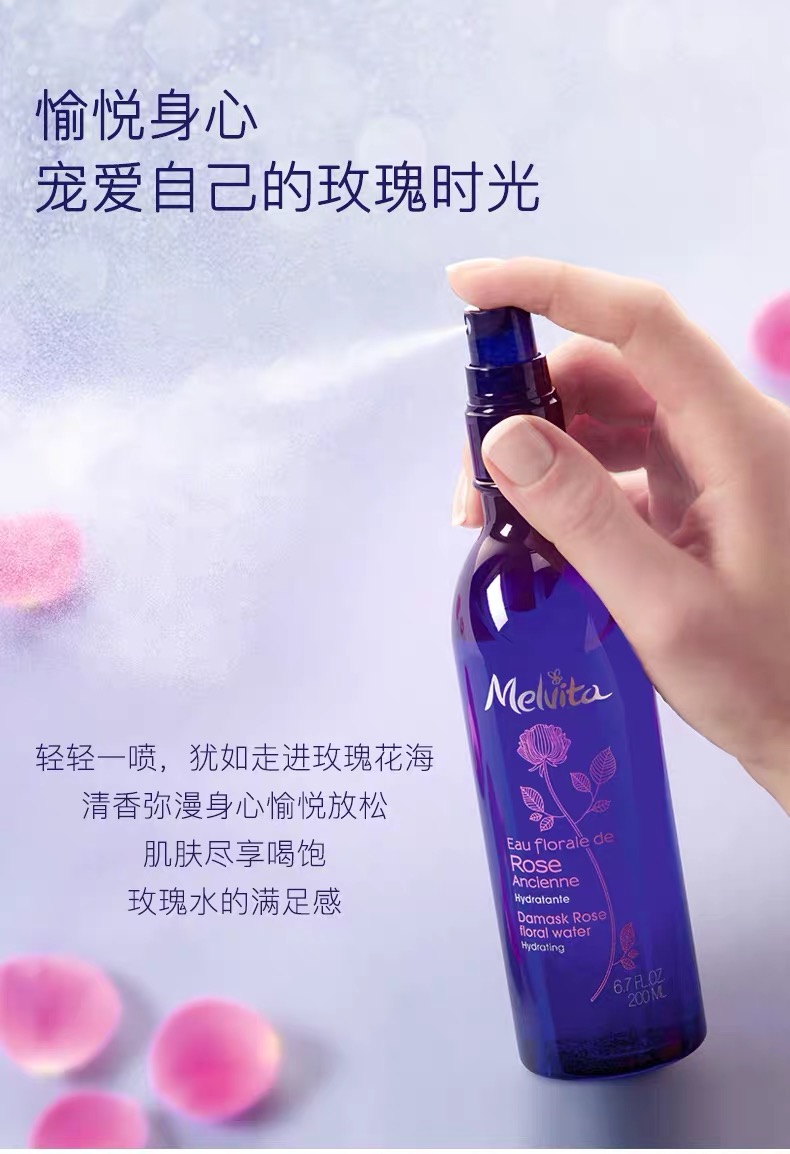 愉悦身心
宠爱自己的玫瑰时光
轻轻一喷，犹如走进玫瑰花海
清香弥漫身心愉悦放松
肌肤尽享喝饱
玫瑰水的满足感
Melvita
Eau florale de
Rose
Ancienne
Hydratante
Damask Rose
floral water
Hydrating
6.7 FL.OZ
200 ML